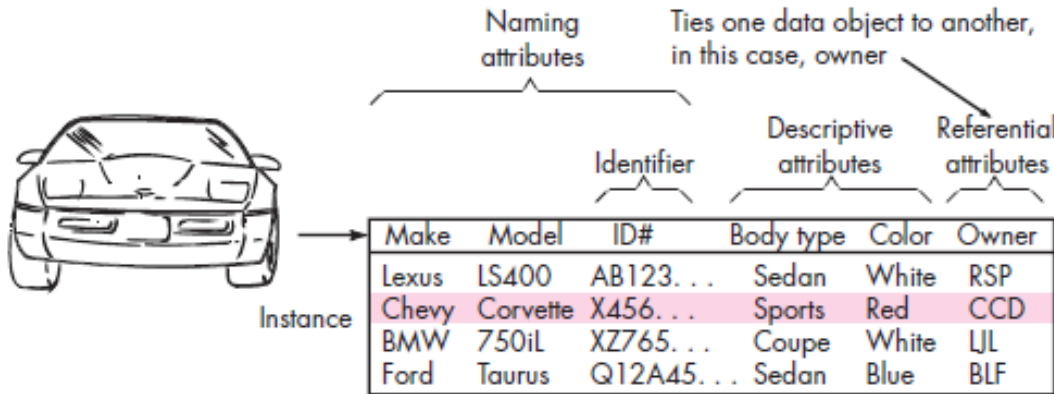 Naming
attributes
Ties one data object to another,
in this case, owner
Identifier
Descriptive
attributes
Referential
attributes
Make Model ID# Body type Color Owner
Lexus LS400 AB123. . . Sedan White RSP
Instance
Chevy Corvette X456. . . Sports Red CCD
BMW 750iL XZ765. . . Coupe White LJL
Ford Taurus Q12A45. . . Sedan Blue BLF